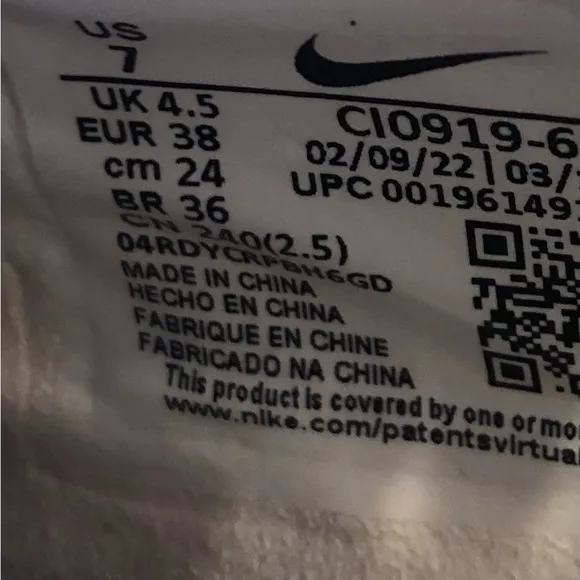 US
7
UK 4.5
EUR 38
cm 24
BR 36
CN 240(2.5)
04RDYCRPBH6GD
MADE IN CHINA
HECHO EN CHINA
FABRIQUE EN CHINE
FABRICADO NA CHINA
This product is covered by one or mo
www.nike.com/patentsvirtual
CI0919-6
02/09/22 | 03/
UPC 00196149